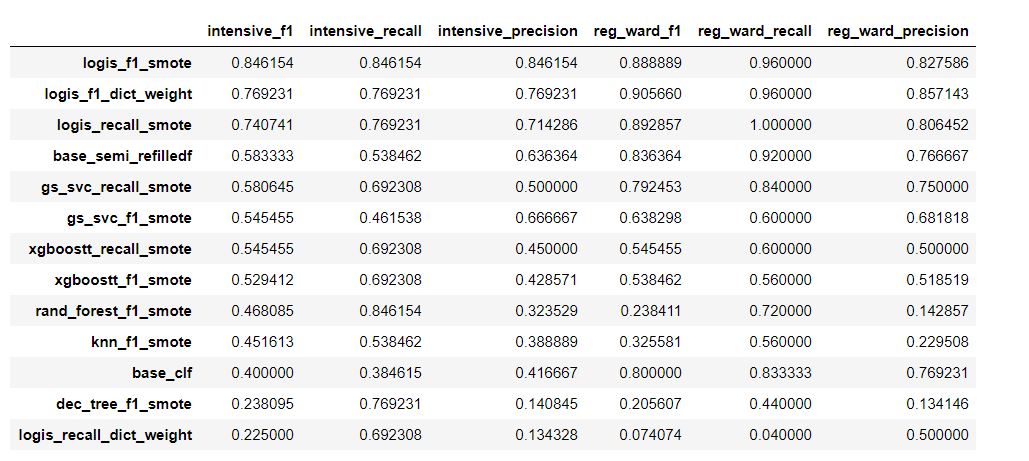 intensive_f1 intensive_recall intensive_precision reg_ward_f1 reg_ward_recall reg_ward_precision
logis_f1_smote 0.846154 0.846154 0.846154 0.888889 0.960000 0.827586
logis_f1_dict_weight 0.769231 0.769231 0.769231 0.905660 0.960000 0.857143
logis_recall_smote 0.740741 0.769231 0.714286 0.892857 1.000000 0.806452
base_semi_refilledf 0.583333 0.538462 0.636364 0.836364 0.920000 0.766667
gs_svc_recall_smote 0.580645 0.692308 0.500000 0.792453 0.840000 0.750000
gs_svc_f1_smote 0.545455 0.461538 0.666667 0.638298 0.600000 0.681818
xgboostt_recall_smote 0.545455 0.692308 0.450000 0.545455 0.600000 0.500000
xgboostt_f1_smote 0.529412 0.692308 0.428571 0.538462 0.560000 0.518519
rand_forest_f1_smote 0.468085 0.846154 0.323529 0.238411 0.720000 0.142857
knn_f1_smote 0.451613 0.538462 0.388889 0.325581 0.560000 0.229508
base_clf 0.400000 0.384615 0.416667 0.800000 0.833333 0.769231
dec_tree_f1_smote 0.238095 0.769231 0.140845 0.205607 0.440000 0.134146
logis_recall_dict_weight 0.225000 0.692308 0.134328 0.074074 0.040000 0.500000